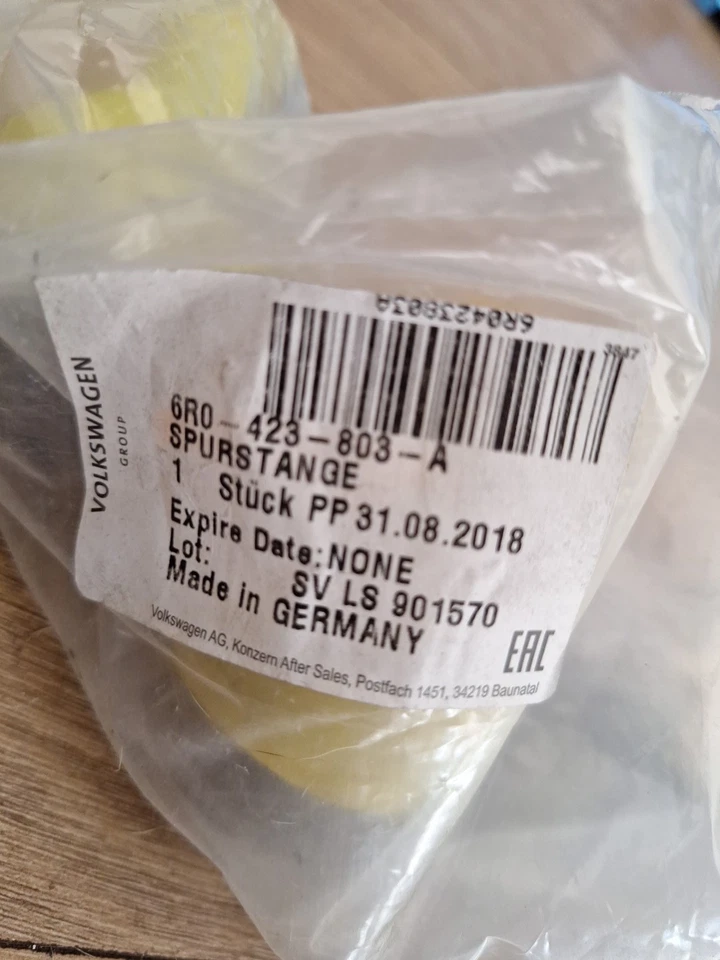 6R0423803A
3847
VOLKSWAGEN
GROUP
6R0-423-803-A
SPURSTANGE
1 Stück PP 31.08.2018
Expire Date:NONE
Lot: SV LS 901570
Made in GERMANY
EAC
Volkswagen AG, Konzern After Sales, Postfach 1451, 34219 Baunatal